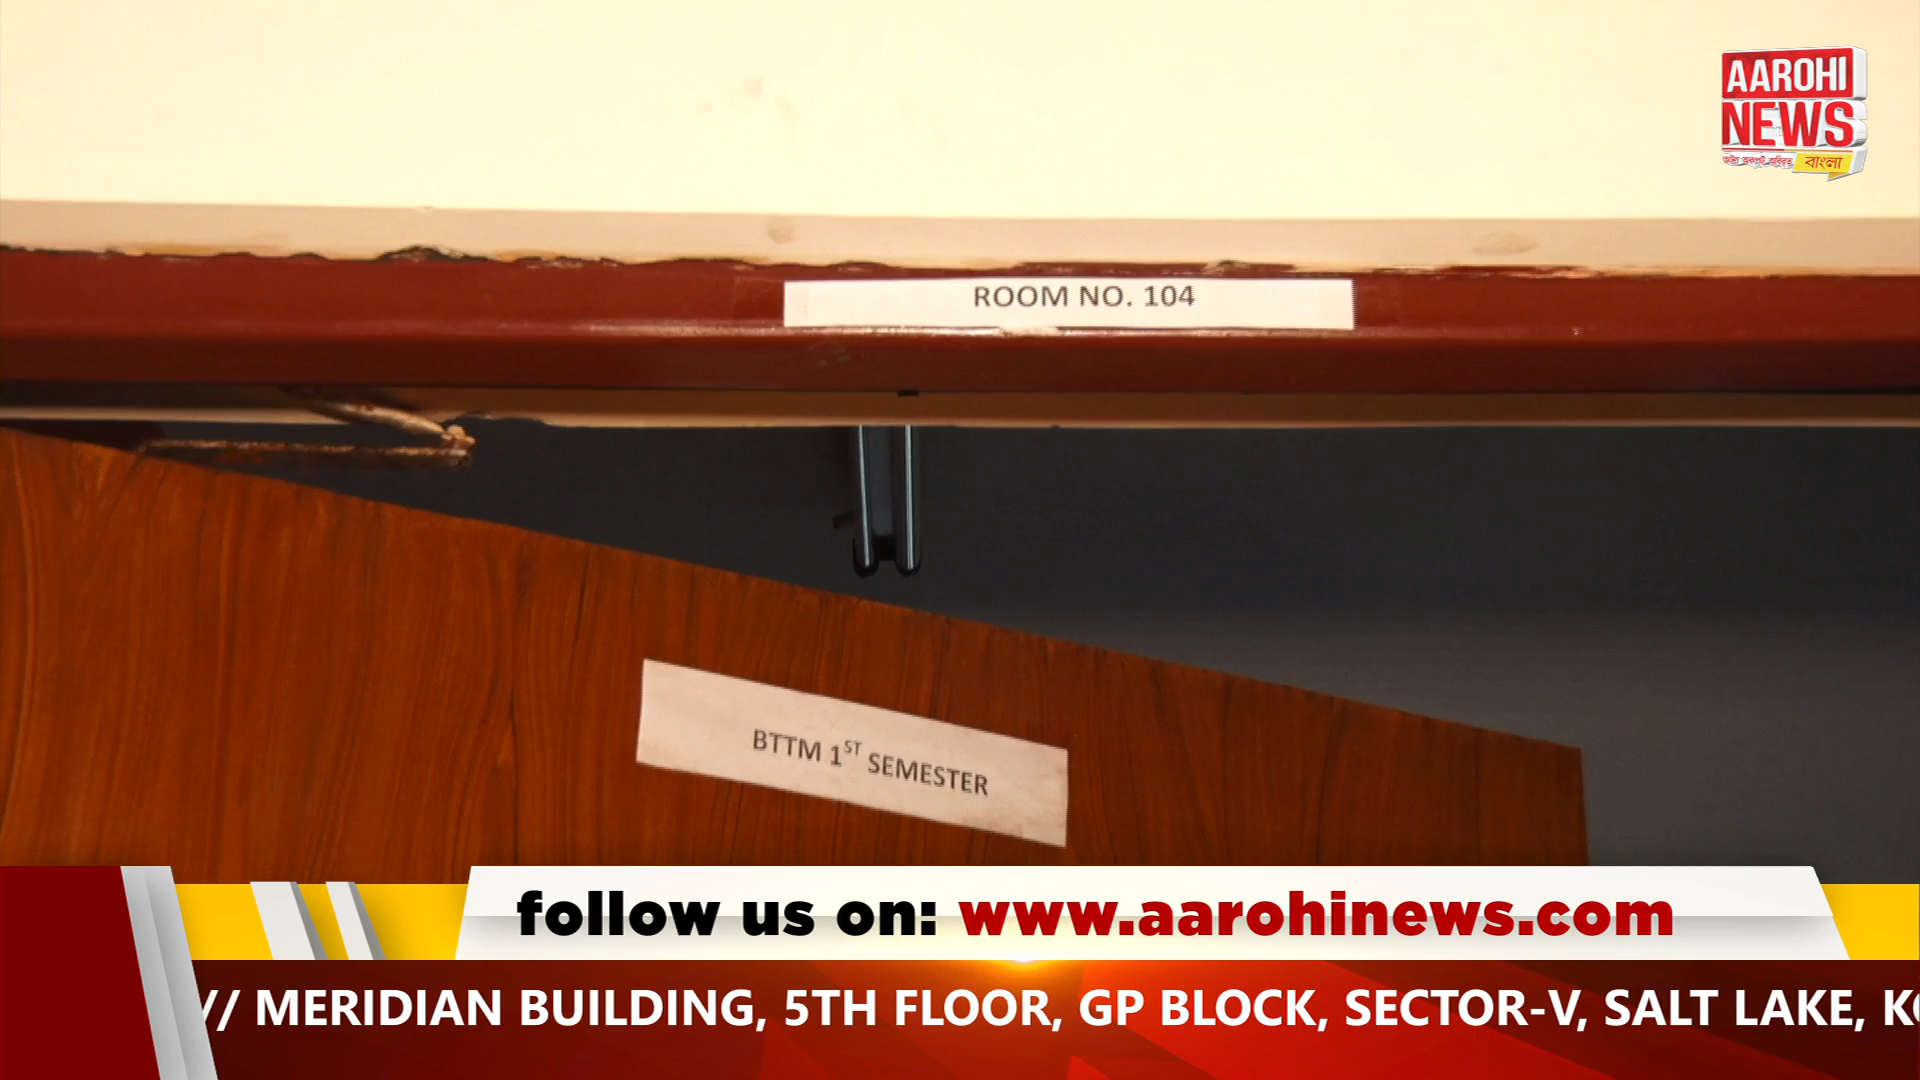 AAROHI
NEWS
বাংলা
ROOM NO. 104
BTTM 1ST SEMESTER
follow us on: www.aarohinews.com
// MERIDIAN BUILDING, 5TH FLOOR, GP BLOCK, SECTOR-V, SALT LAKE,